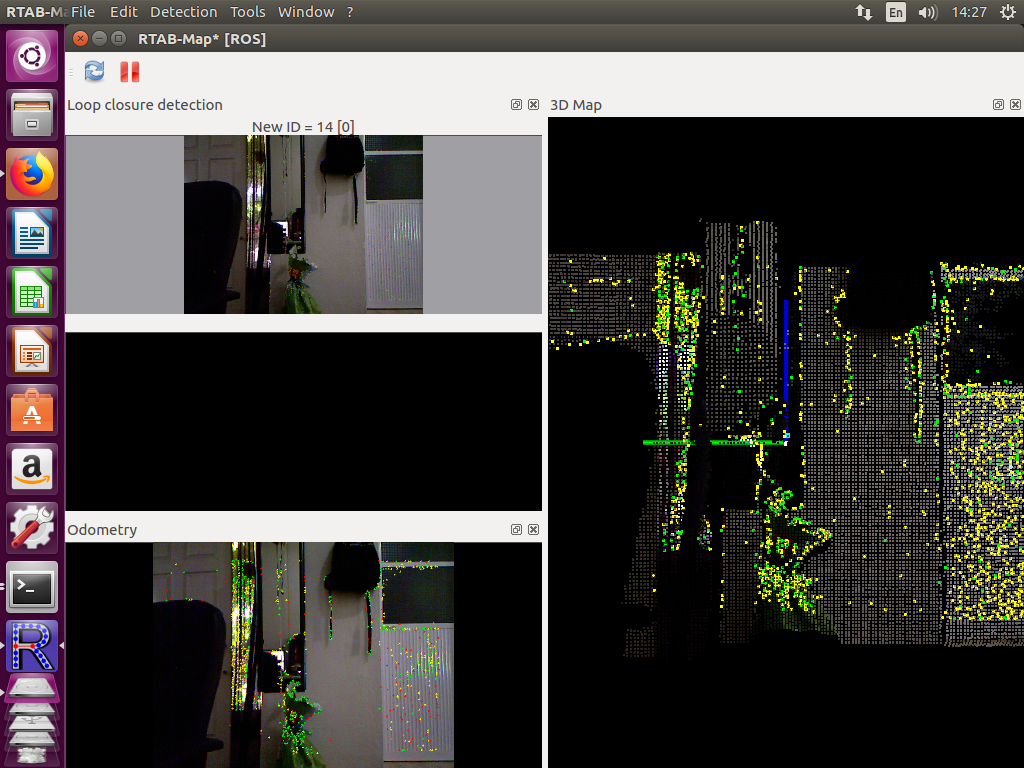 RTAB-Ma File Edit Detection Tools Window ? En 14:27
RTAB-Map* [ROS]
Loop closure detection
3D Map
New ID = 14 [0]
Odometry